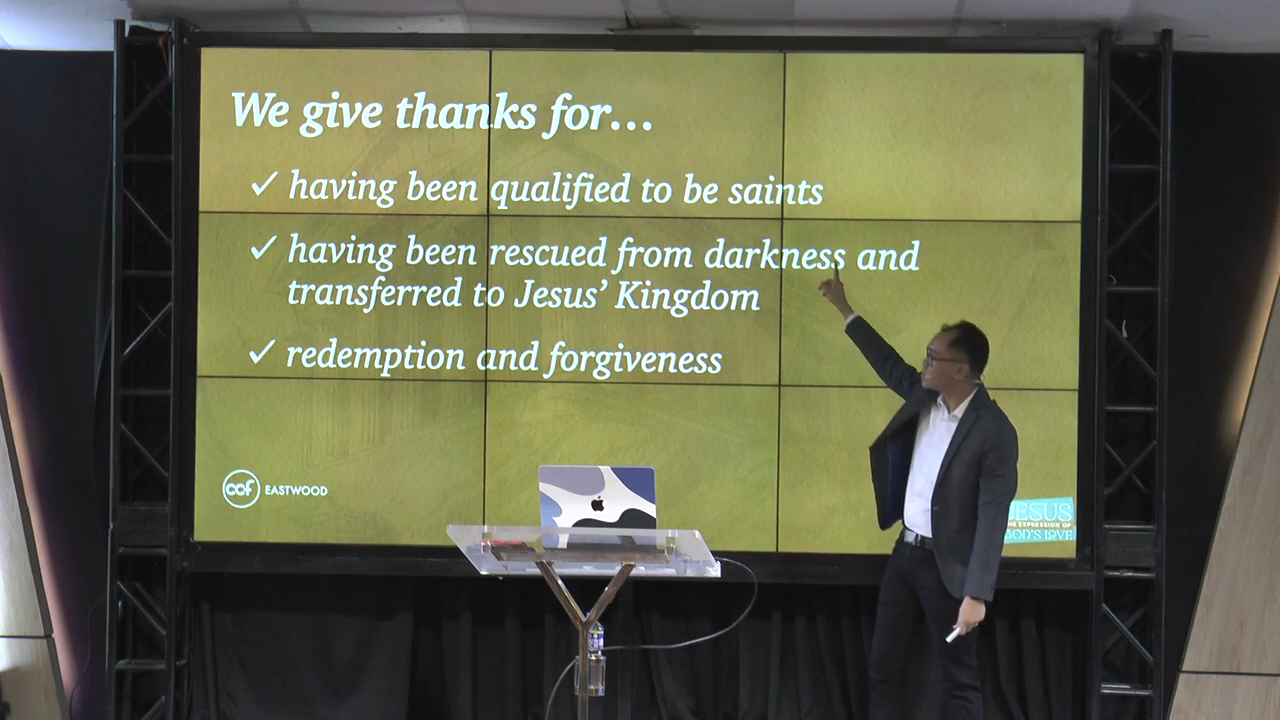 We give thanks for...
✓ having been qualified to be saints
✓ having been rescued from darkness and
transferred to Jesus' Kingdom
✓ redemption and forgiveness
ccf EASTWOOD
JESUS
THE EXPRESSION OF
GOD'S LOVE